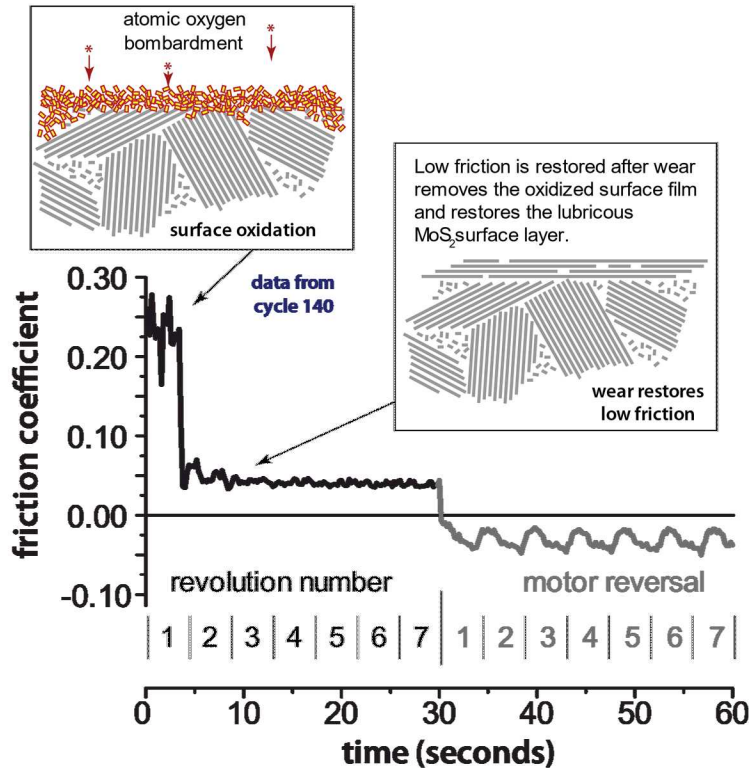 atomic oxygen
bombardment
* * *
surface oxidation
Low friction is restored after wear
removes the oxidized surface film
and restores the lubricous
MoS2surface layer.
wear restores
low friction
data from
cycle 140
friction coefficient
0.30
0.20
0.10
0.00
-0.10
revolution number
motor reversal
1 2 3 4 5 6 7 1 2 3 4 5 6 7
0 10 20 30 40 50 60
time (seconds)